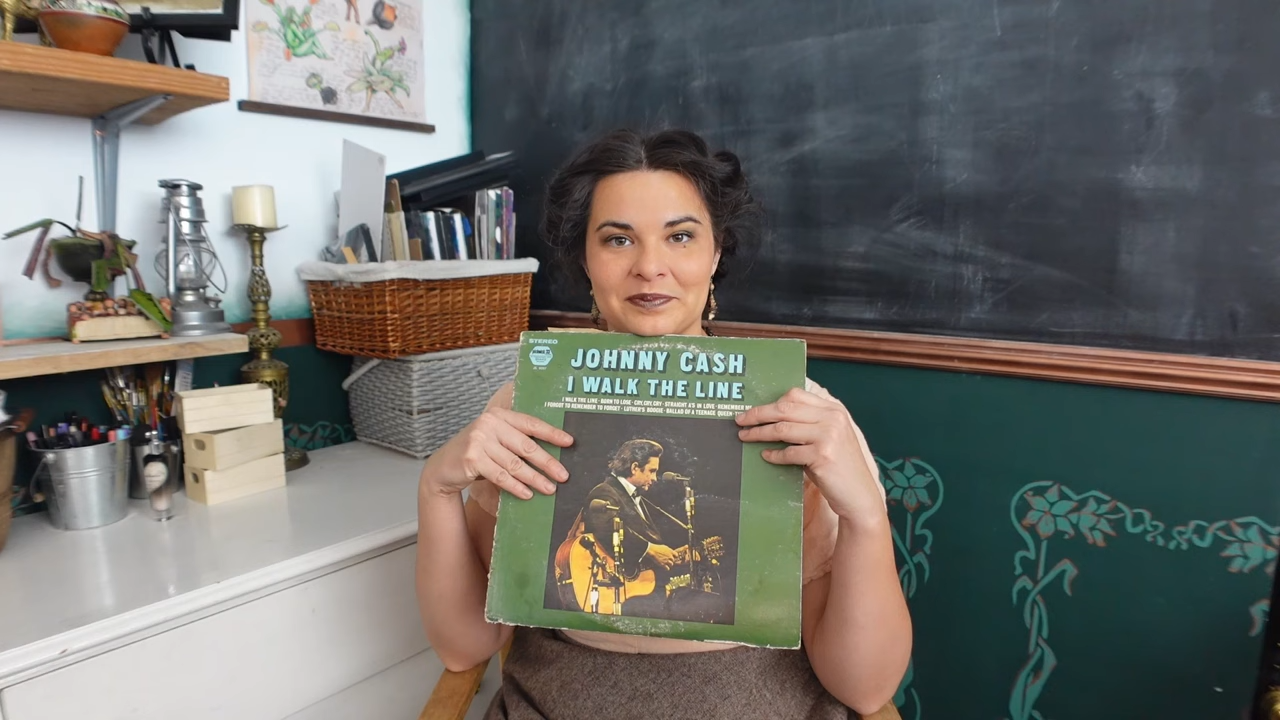 STEREO
JOHNNY CASH
I WALK THE LINE
I WALK THE LINE · BORN TO LOSE · CRY, CRY, CRY · STRAIGHT A'S IN LOVE · REMEMBER
I FORGOT TO REMEMBER TO FORGET · LUTHER'S BOOGIE · BALLAD OF A TEENAGE QUEEN